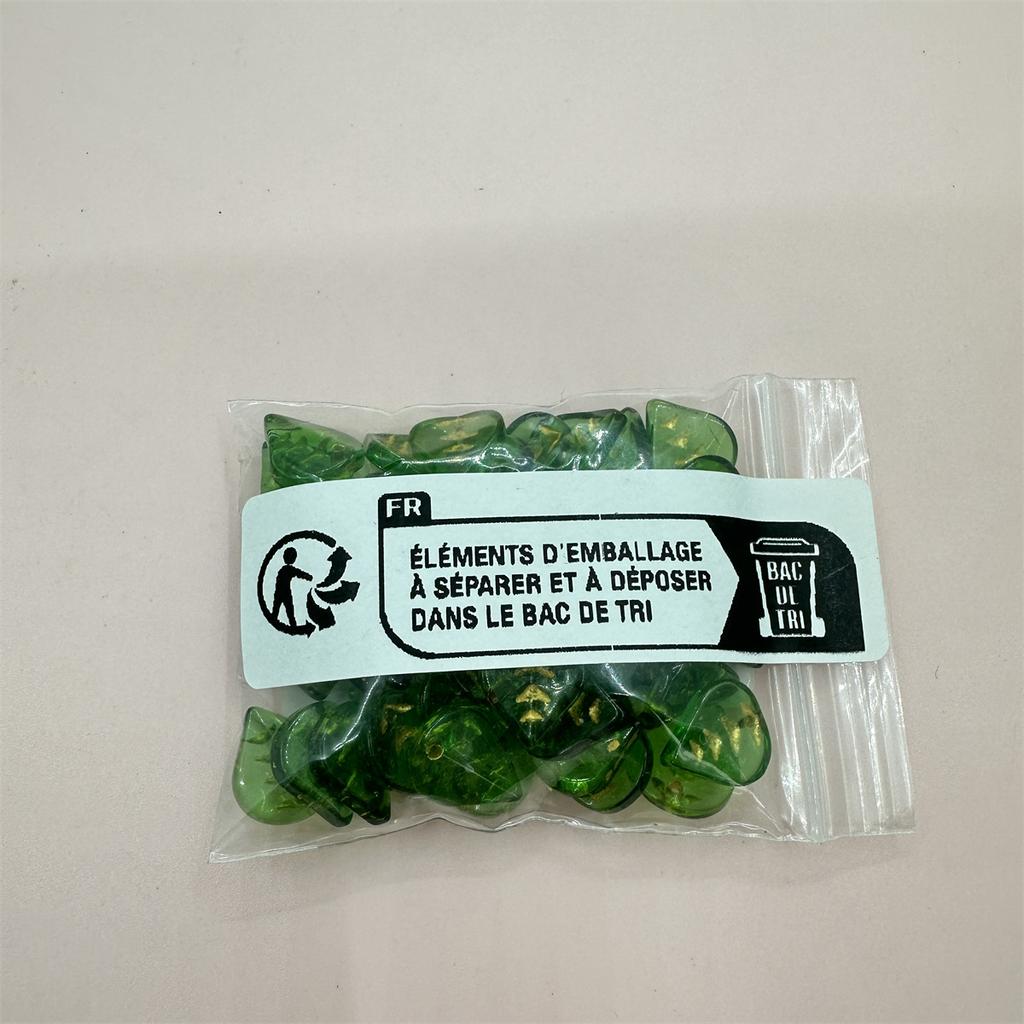 FR
ÉLÉMENTS D'EMBALLAGE
À SÉPARER ET À DÉPOSER
DANS LE BAC DE TRI
BAC
DE
TRI